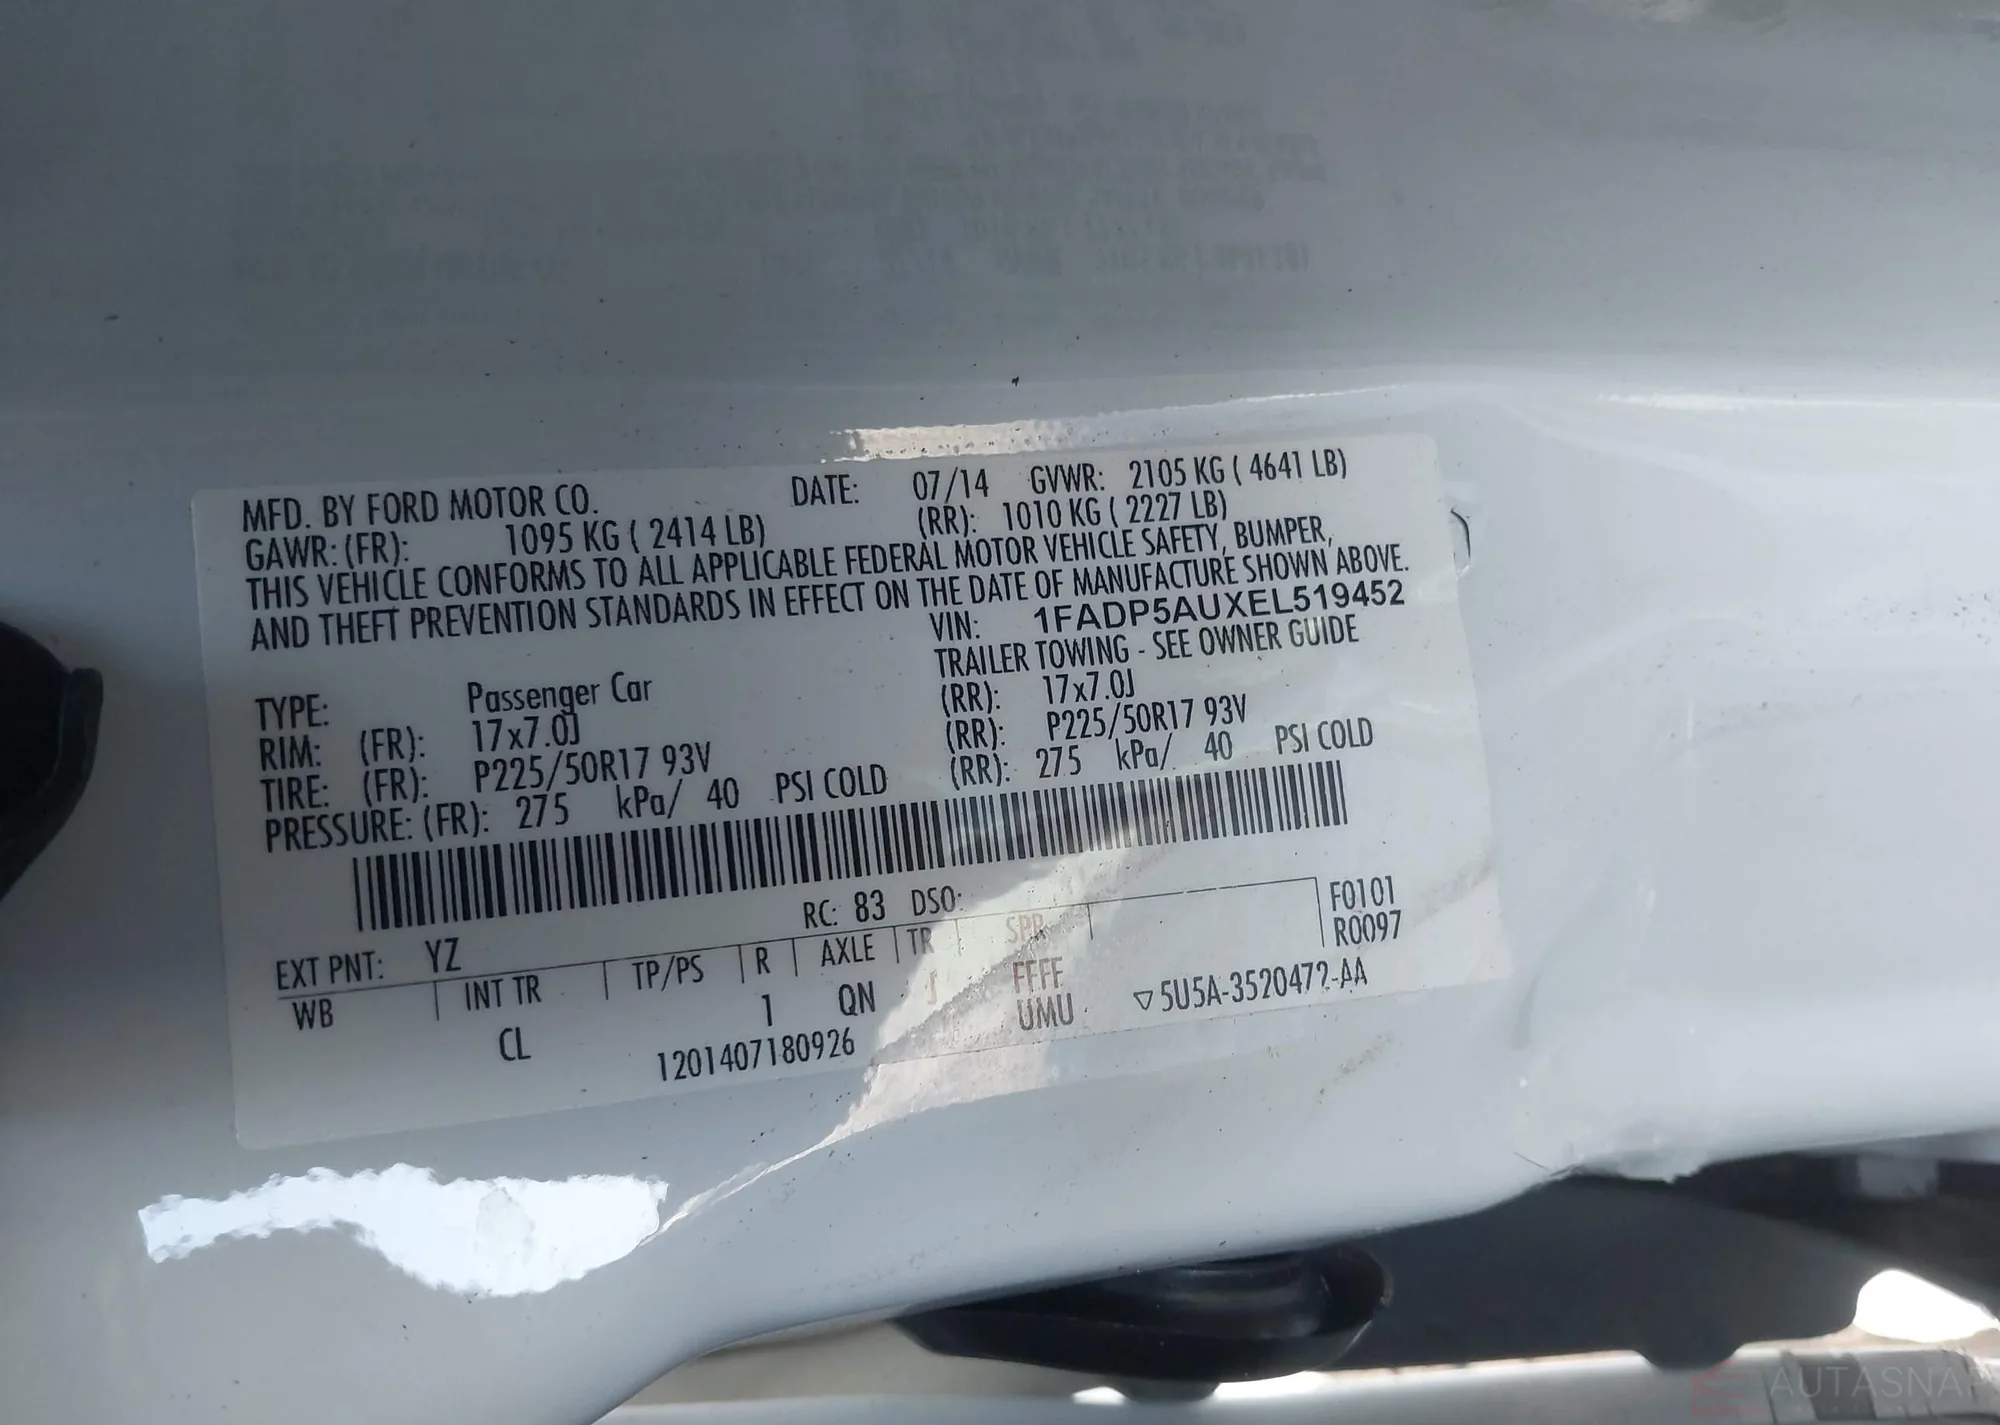 MFD. BY FORD MOTOR CO. DATE: 07/14 GVWR: 2105 KG ( 4641 LB)
GAWR: (FR): 1095 KG ( 2414 LB) (RR): 1010 KG ( 2227 LB)
THIS VEHICLE CONFORMS TO ALL APPLICABLE FEDERAL MOTOR VEHICLE SAFETY, BUMPER,
AND THEFT PREVENTION STANDARDS IN EFFECT ON THE DATE OF MANUFACTURE SHOWN ABOVE.
VIN: 1FADP5AUXEL519452
TRAILER TOWING - SEE OWNER GUIDE
TYPE: Passenger Car
RIM: (FR): 17x7.0J (RR): 17x7.0J
TIRE: (FR): P225/50R17 93V (RR): P225/50R17 93V
PRESSURE: (FR): 275 kPa/ 40 PSI COLD (RR): 275 kPa/ 40 PSI COLD
RC: 83 DSO: F0101
EXT PNT: YZ R0097
WB INT TR TP/PS R AXLE TR SPR
CL 1 QN J FFFF
1201407180926 UMU ▽5U5A-3520472-AA
AUTASNAP